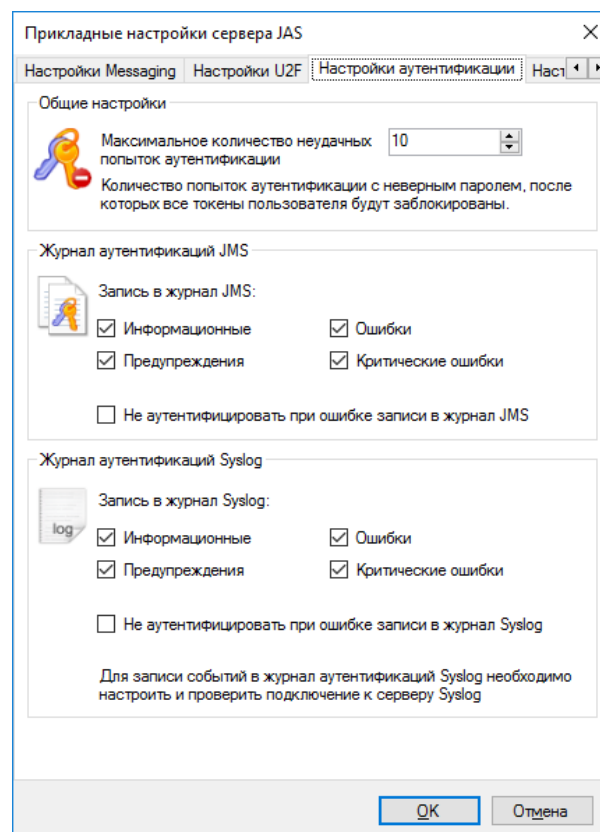 Прикладные настройки сервера JAS
Настройки Messaging
Настройки U2F
Настройки аутентификации
Наст
Общие настройки
Максимальное количество неудачных
попыток аутентификации
10
Количество попыток аутентификации с неверным паролем, после
которых все токены пользователя будут заблокированы.
Журнал аутентификаций JMS
Запись в журнал JMS:
Информационные
Ошибки
Предупреждения
Критические ошибки
Не аутентифицировать при ошибке записи в журнал JMS
Журнал аутентификаций Syslog
log
Запись в журнал Syslog:
Информационные
Ошибки
Предупреждения
Критические ошибки
Не аутентифицировать при ошибке записи в журнал Syslog
Для записи событий в журнал аутентификаций Syslog необходимо
настроить и проверить подключение к серверу Syslog
OK
Отмена